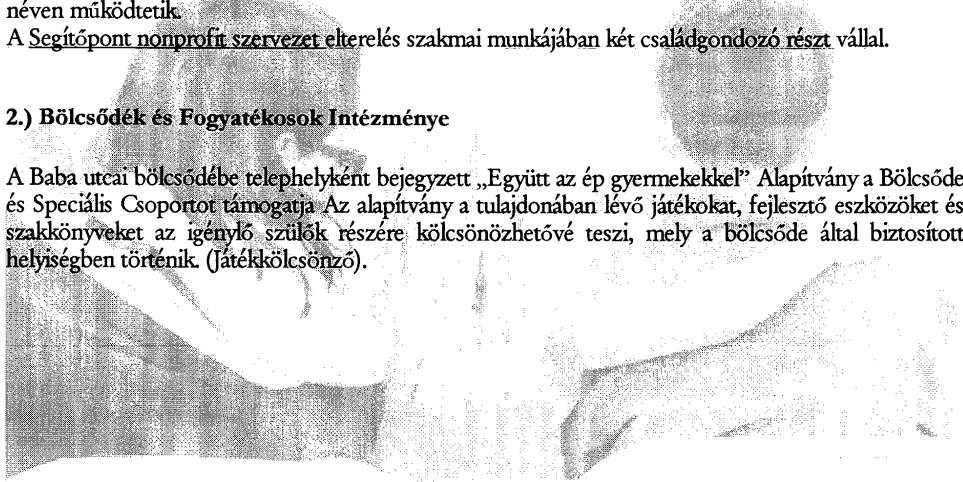 néven működtetik.
A Segítőpont nonprofit szervezet elterelés szakmai munkájában két családgondozó részt vállal.
2.) Bölcsődék és Fogyatékosok Intézménye
A Baba utcai bölcsődébe telephelyként bejegyzett „Együtt az ép gyermekekkel” Alapítvány a Bölcsőde
és Speciális Csoportot támogatja Az alapítvány a tulajdonában lévő játékokat, fejlesztő eszközöket és
szakkönyveket az igénylő szülők részére kölcsönözhetővé teszi, mely a bölcsőde által biztosított
helyiségben történik. (Játékkölcsönző).